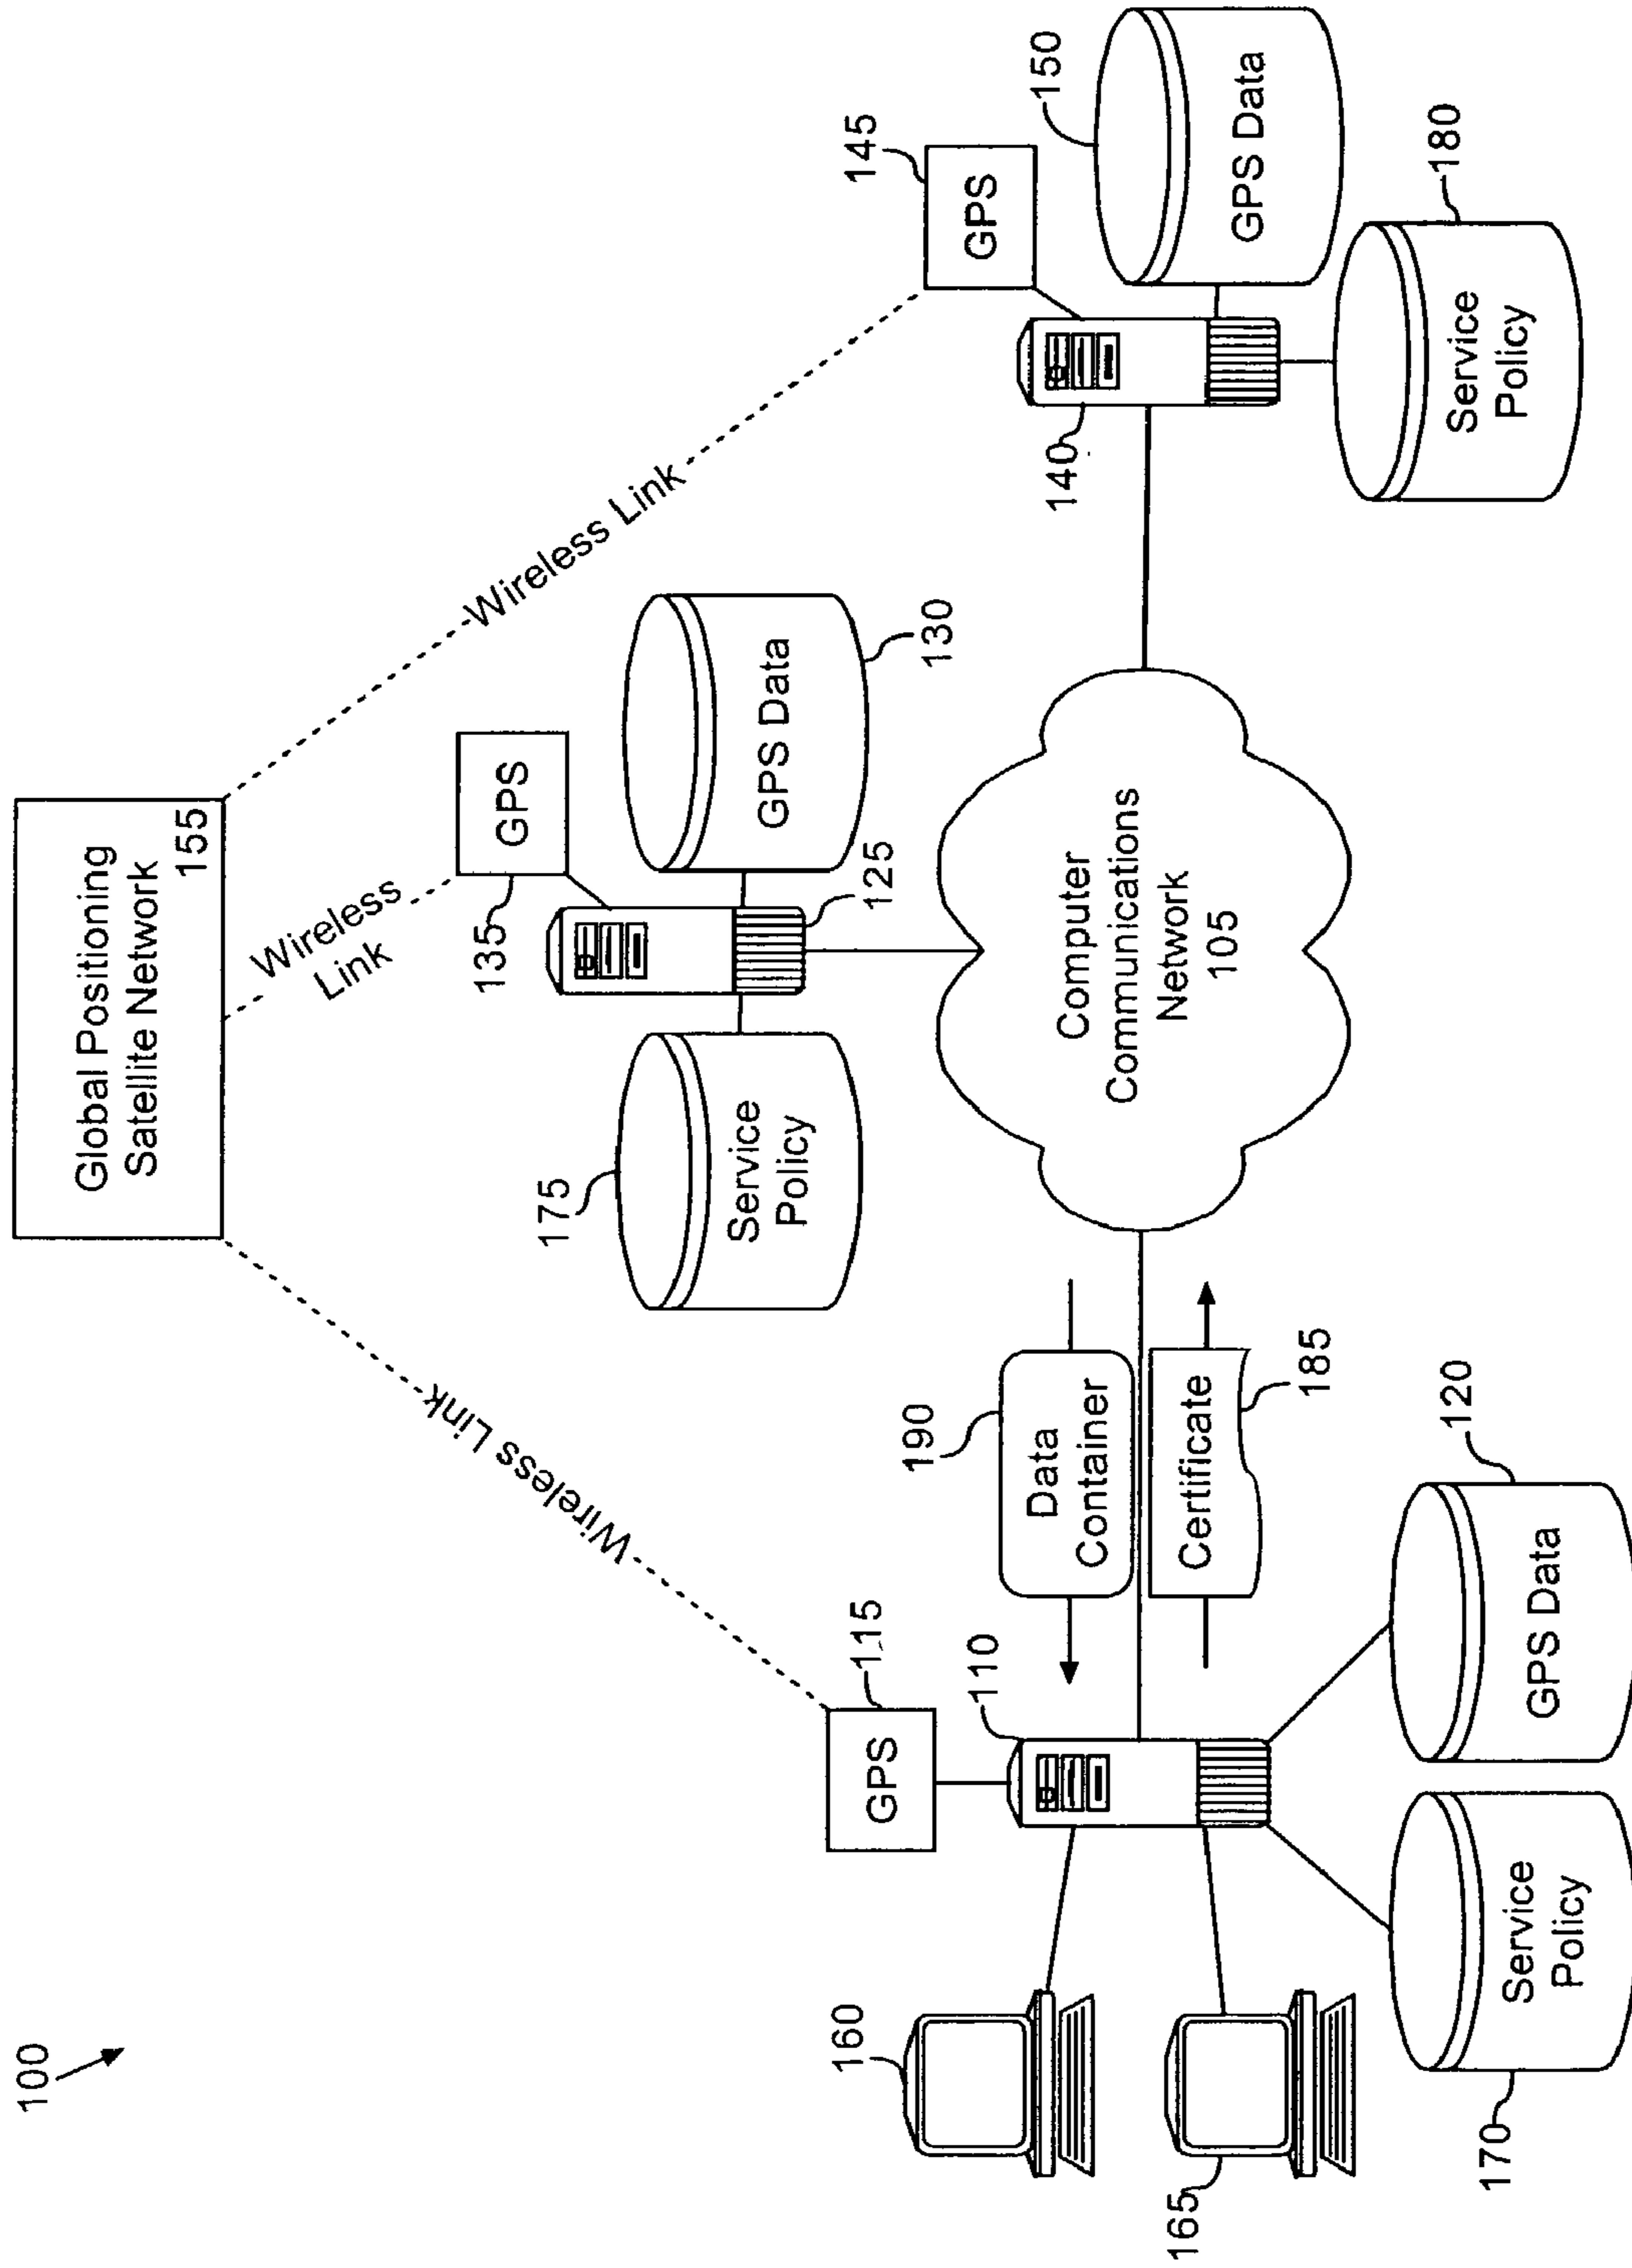 100
Global Positioning
Satellite Network
155
Wireless Link
Wireless
Link
Wireless Link
GPS
135
GPS Data
130
125
175
Service
Policy
GPS
145
150
GPS Data
140
180
Service
Policy
GPS
115
110
190
Data
Container
Certificate
185
Computer
Communications
Network
105
160
165
170
Service
Policy
GPS Data
120